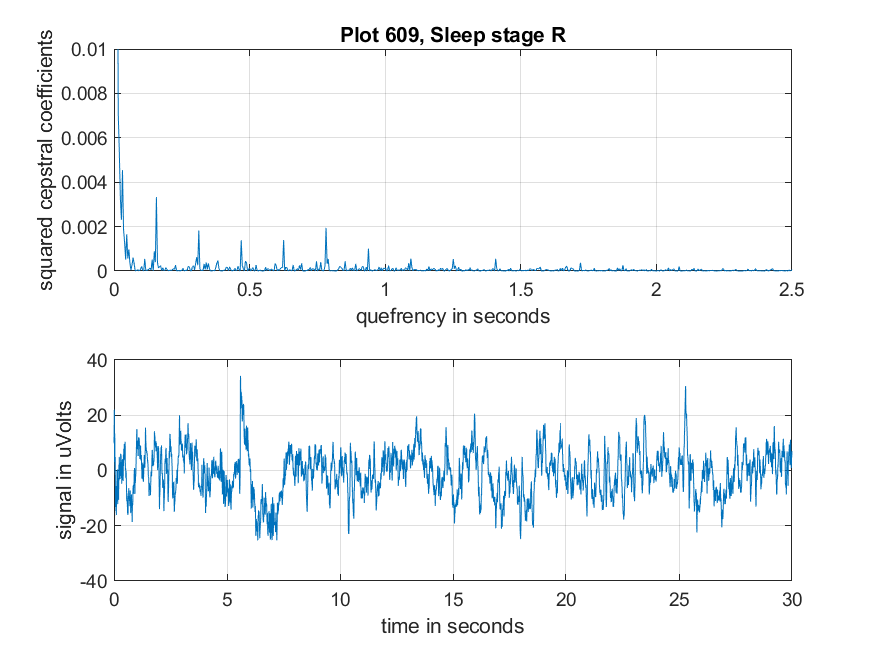 Plot 609, Sleep stage R
squared cepstral coefficients
0.01
0.008
0.006
0.004
0.002
0
0 0.5 1 1.5 2 2.5
quefrency in seconds
signal in uVolts
40
20
0
-20
-40
0 5 10 15 20 25 30
time in seconds